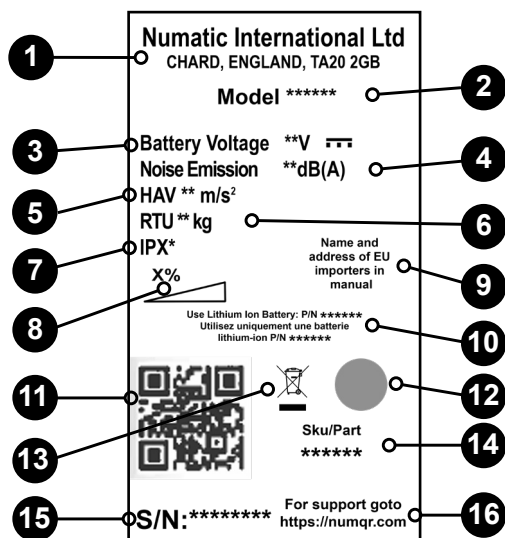 Numatic International Ltd
CHARD, ENGLAND, TA20 2GB
1
Model ******
2
3
Battery Voltage **V
Noise Emission **dB(A)
4
5
HAV ** m/s²
RTU ** kg
6
7
IPX*
Name and
address of EU
importers in
manual
9
X%
8
Use Lithium Ion Battery: P/N ******
Utilisez uniquement une batterie
lithium-ion P/N ******
10
11
12
13
Sku/Part
******
14
15
S/N:********
For support goto
https://numqr.com
16